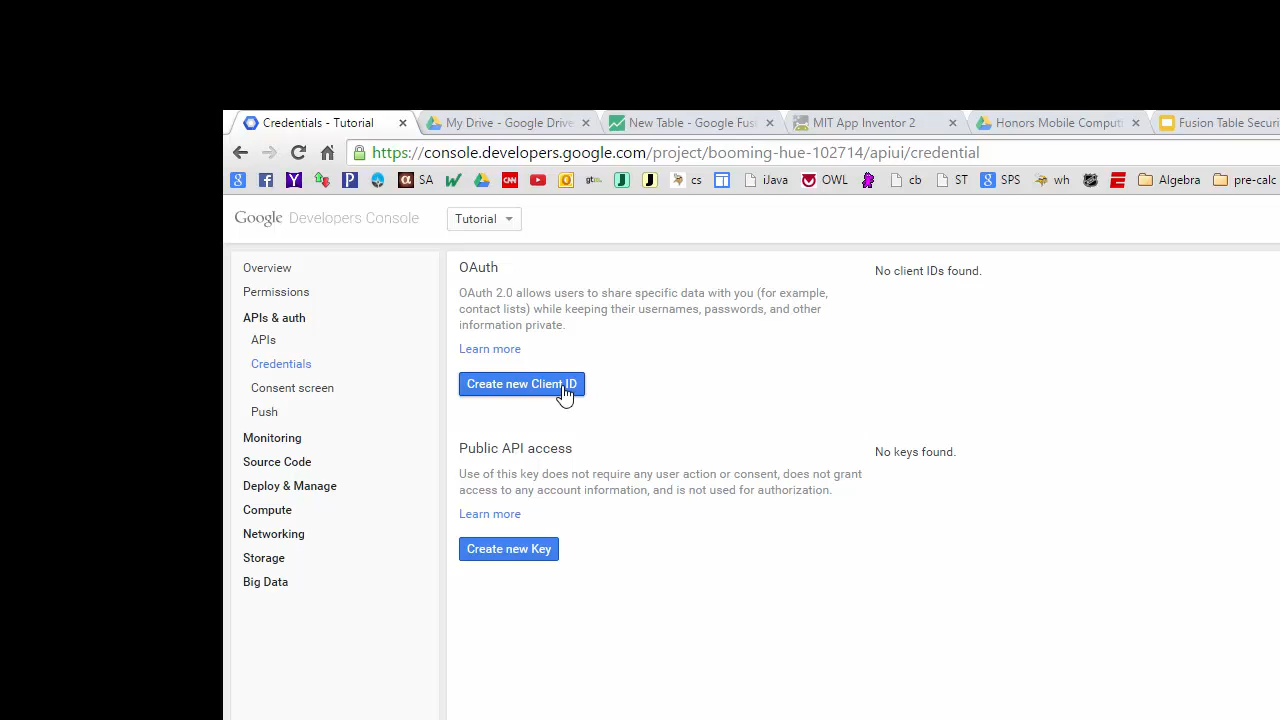 Credentials - Tutorial
My Drive - Google Drive
New Table - Google Fus
MIT App Inventor 2
Honors Mobile Computi
Fusion Table Securi
https://console.developers.google.com/project/booming-hue-102714/apiui/credential
SA
CNN
gtm
cs
iJava
OWL
cb
ST
SPS
wh
Algebra
pre-calc
Google Developers Console
Tutorial
Overview
Permissions
APIs & auth
APIs
Credentials
Consent screen
Push
Monitoring
Source Code
Deploy & Manage
Compute
Networking
Storage
Big Data
OAuth
OAuth 2.0 allows users to share specific data with you (for example,
contact lists) while keeping their usernames, passwords, and other
information private.
Learn more
Create new Client ID
No client IDs found.
Public API access
Use of this key does not require any user action or consent, does not grant
access to any account information, and is not used for authorization.
Learn more
Create new Key
No keys found.